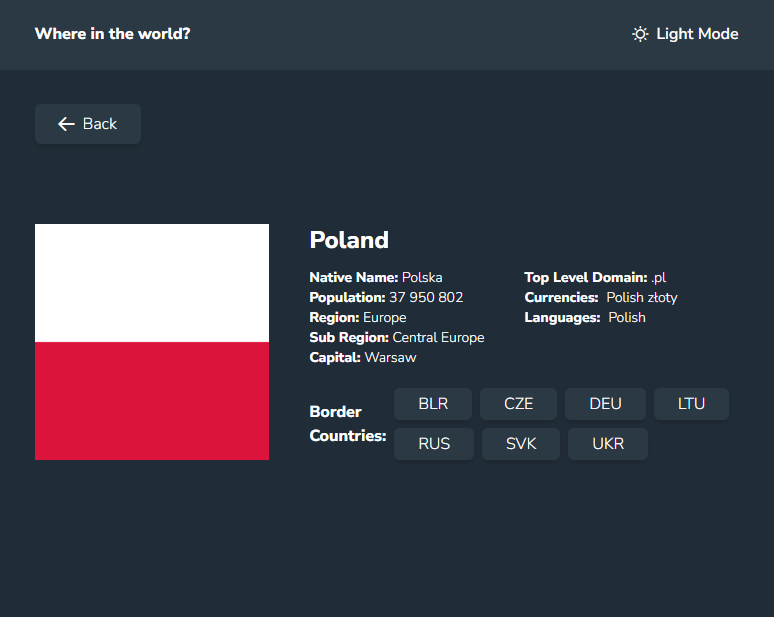 Where in the world?
Light Mode
Back
Poland
Native Name: Polska
Population: 37 950 802
Region: Europe
Sub Region: Central Europe
Capital: Warsaw
Top Level Domain: .pl
Currencies: Polish złoty
Languages: Polish
Border
Countries:
BLR CZE DEU LTU
RUS SVK UKR